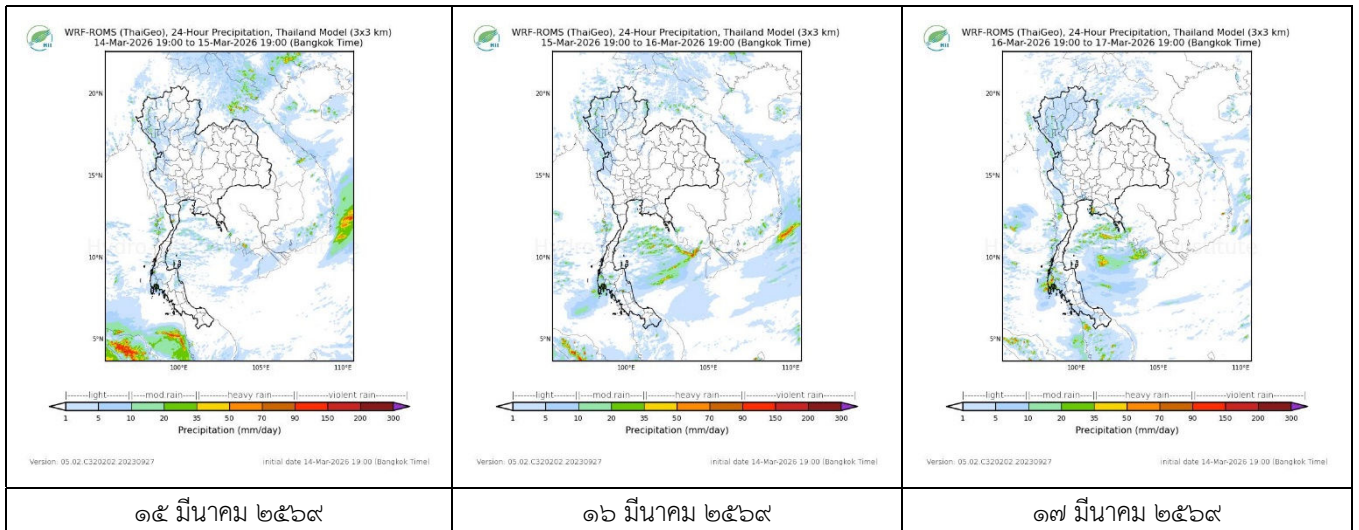 WRF-ROMS (ThaiGeo), 24-Hour Precipitation, Thailand Model (3x3 km)
14-Mar-2026 19:00 to 15-Mar-2026 19:00 (Bangkok Time)
20°N
15°N
10°N
5°N
100°E 105°E 110°E
light mod rain heavy rain violent rain
1 5 10 20 35 50 70 90 150 200 300
Precipitation (mm/day)
Version: 05.02.C320202.20230927 initial date 14-Mar-2026 19:00 (Bangkok Time)
๑๕ มีนาคม ๒๕๖๙
WRF-ROMS (ThaiGeo), 24-Hour Precipitation, Thailand Model (3x3 km)
15-Mar-2026 19:00 to 16-Mar-2026 19:00 (Bangkok Time)
20°N
15°N
10°N
5°N
100°E 105°E 110°E
light mod rain heavy rain violent rain
1 5 10 20 35 50 70 90 150 200 300
Precipitation (mm/day)
Version: 05.02.C320202.20230927 initial date 14-Mar-2026 19:00 (Bangkok Time)
๑๖ มีนาคม ๒๕๖๙
WRF-ROMS (ThaiGeo), 24-Hour Precipitation, Thailand Model (3x3 km)
16-Mar-2026 19:00 to 17-Mar-2026 19:00 (Bangkok Time)
20°N
15°N
10°N
5°N
100°E 105°E 110°E
light mod rain heavy rain violent rain
1 5 10 20 35 50 70 90 150 200 300
Precipitation (mm/day)
Version: 05.02.C320202.20230927 initial date 14-Mar-2026 19:00 (Bangkok Time)
๑๗ มีนาคม ๒๕๖๙